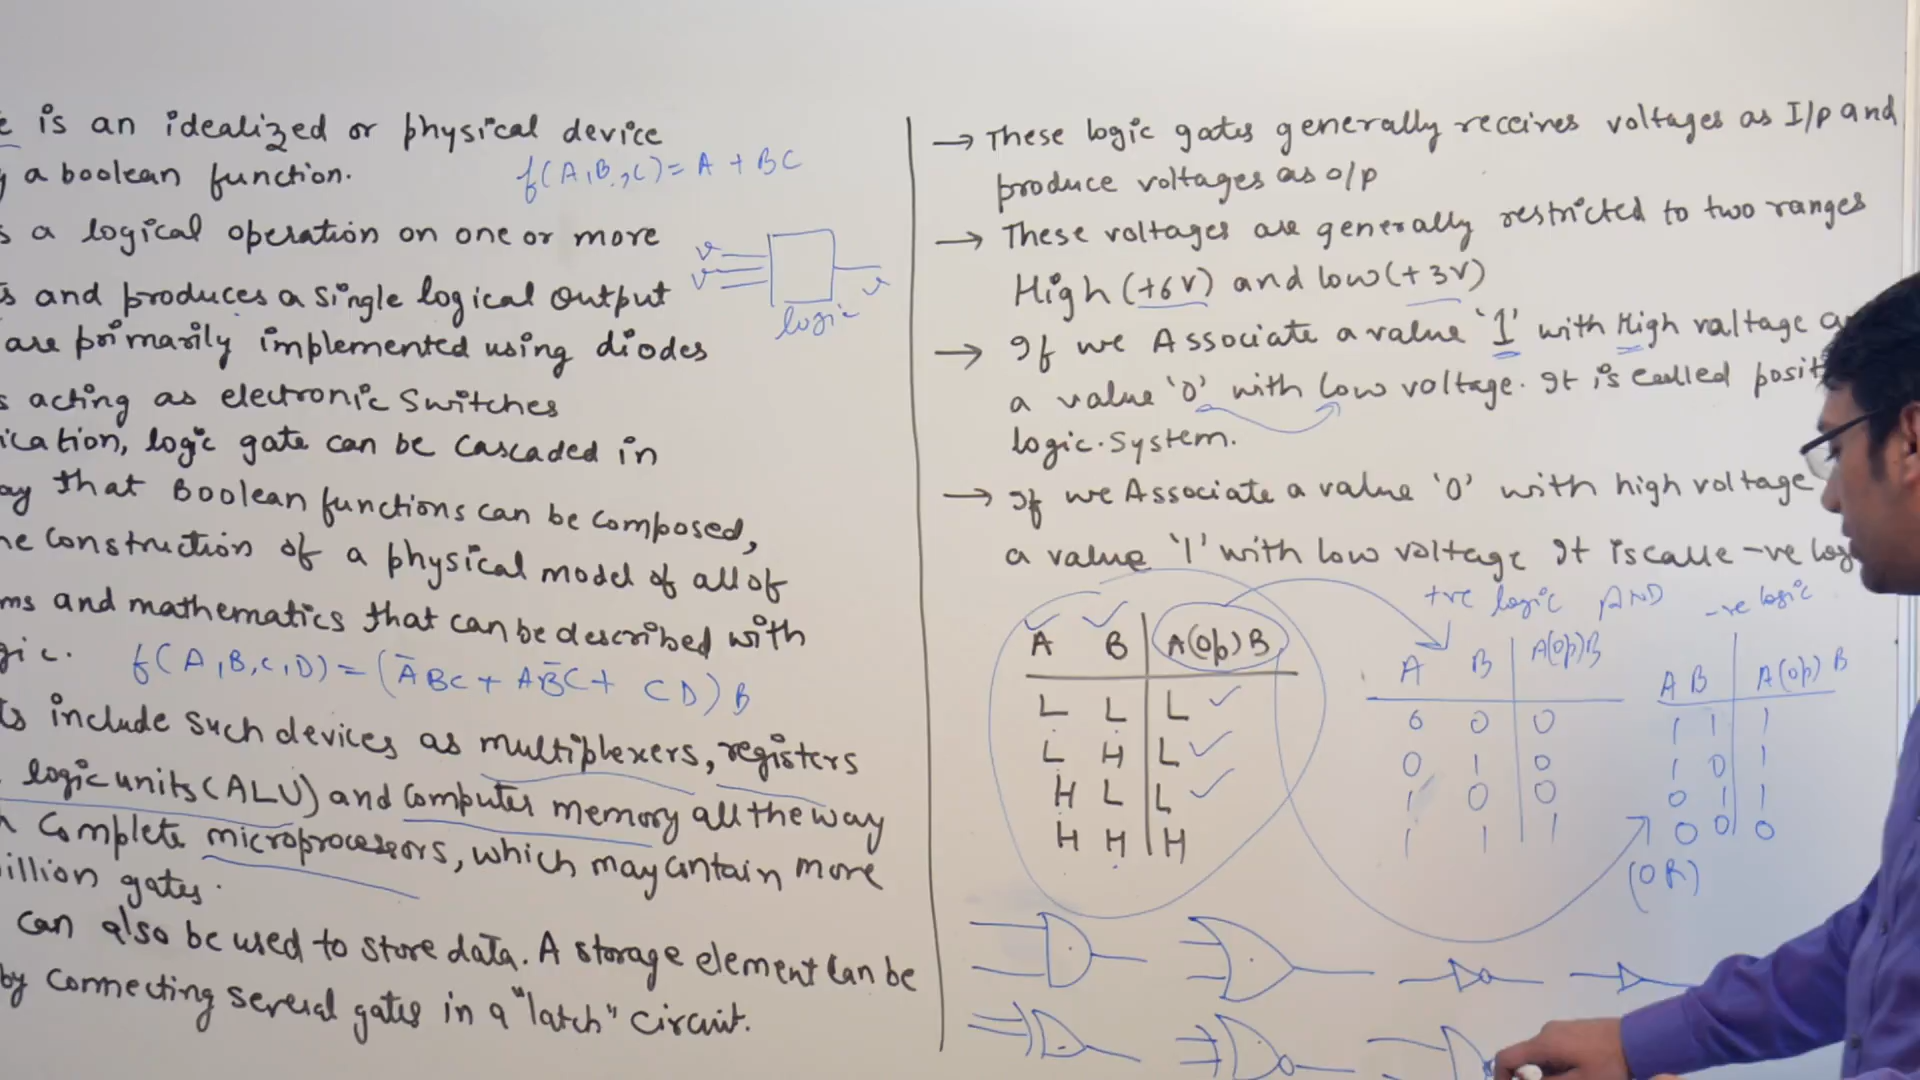 is an idealized or physical device
a boolean function.
f(A,B,C)= A + BC
a logical operation on one or more
and produces a single logical output
v
v
v
logic
are primarily implemented using diodes
acting as electronic switches
logic gate can be cascaded in
that Boolean functions can be composed,
construction of a physical model of all of
and mathematics that can be described with
f(A,B,C,D)=(A̅BC + AB̅C + CD) B
include such devices as multiplexers, registers
logic units (ALU) and computer memory all the way
complete microprocessors, which may contain more
gates.
can also be used to store data. A storage element can be
by connecting several gates in a "latch" circuit.
→ These logic gates generally receives voltages as I/p and
produce voltages as o/p
→ These voltages are generally restricted to two ranges
High (+6V) and low (+3V)
→ If we Associate a value '1' with High voltage
a value '0' with low voltage. It is called
logic.System.
→ If we Associate a value '0' with high voltage
a value '1' with low voltage It is calle -ve
A B A(op)B
L L L
L H L
H L L
H H H
+ve logic AND
A B A(op)B
0 0 0
0 1 0
1 0 0
1 1 1
-ve logic
A B A(op) B
1 1 1
1 0 1
0 1 1
0 0 0
(OR)